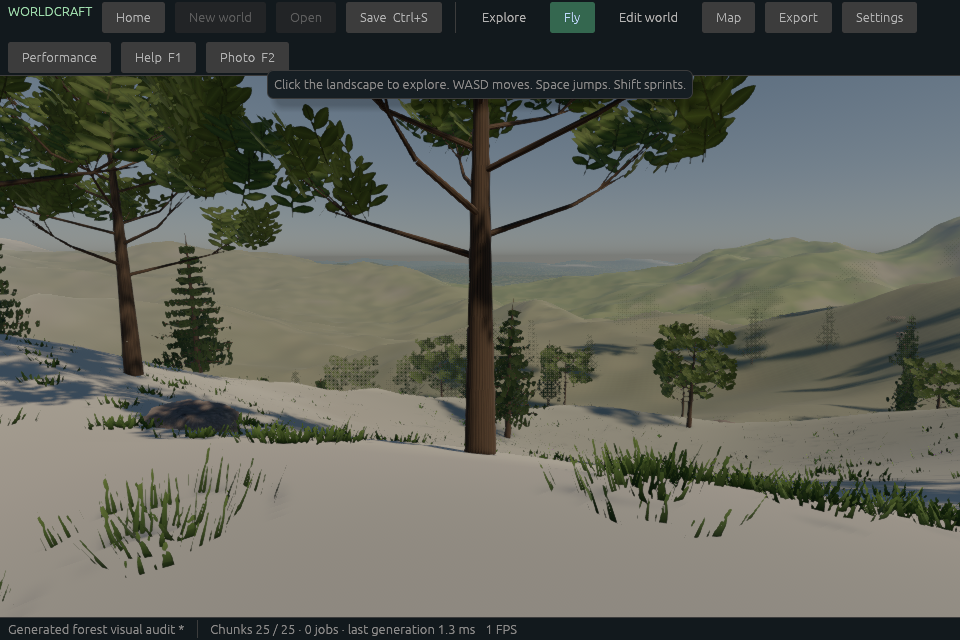 WORLDCRAFT Home New world Open Save Ctrl+S Explore Fly Edit world Map Export Settings
Performance Help F1 Photo F2
Click the landscape to explore. WASD moves. Space jumps. Shift sprints.
Generated forest visual audit * Chunks 25 / 25 · 0 jobs · last generation 1.3 ms 1 FPS